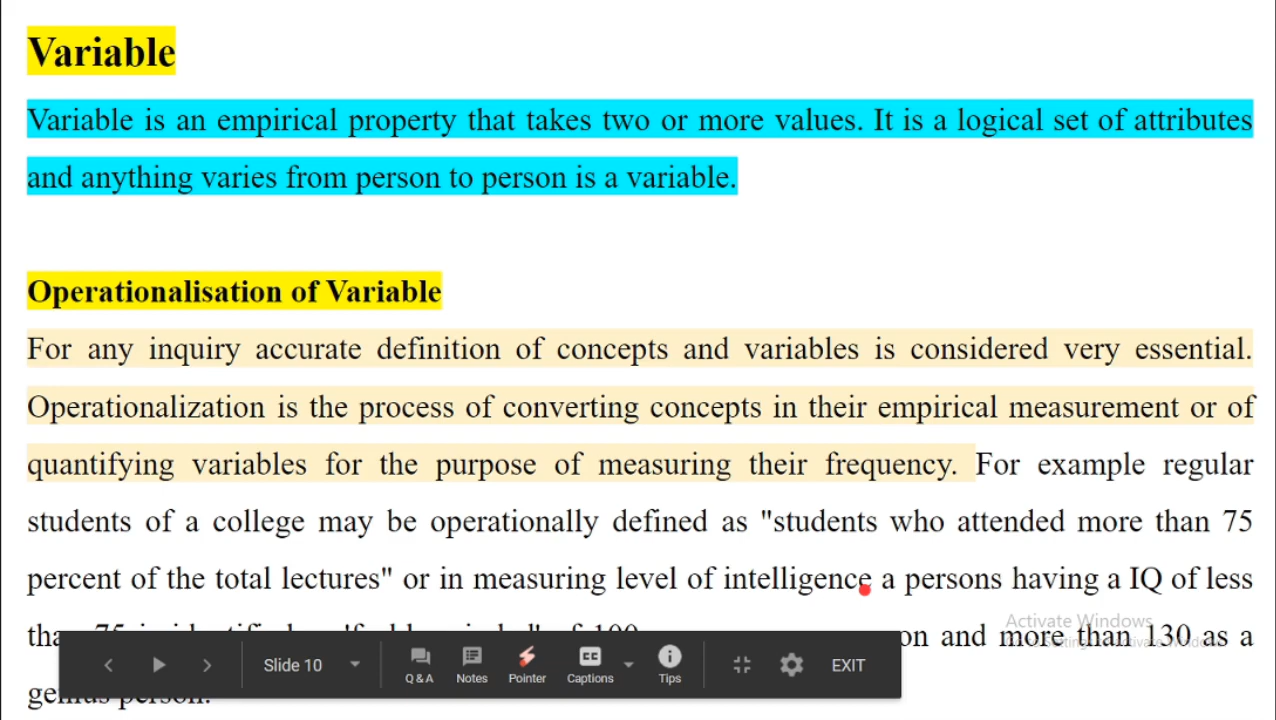 Variable
Variable is an empirical property that takes two or more values. It is a logical set of attributes
and anything varies from person to person is a variable.
Operationalisation of Variable
For any inquiry accurate definition of concepts and variables is considered very essential.
Operationalization is the process of converting concepts in their empirical measurement or of
quantifying variables for the purpose of measuring their frequency. For example regular
students of a college may be operationally defined as "students who attended more than 75
percent of the total lectures" or in measuring level of intelligence a persons having a IQ of less
Activate Windows
on and more than 130 as a
Slide 10
Q & A Notes Pointer Captions Tips
EXIT
genius person.